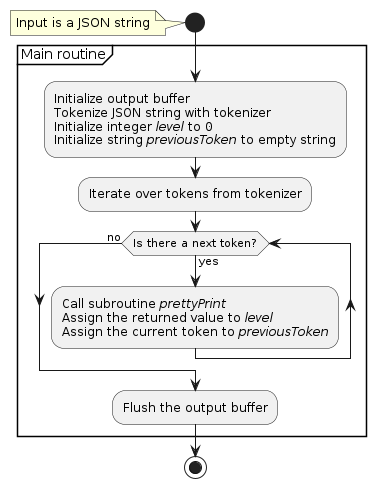 Input is a JSON string
Main routine
Initialize output buffer
Tokenize JSON string with tokenizer
Initialize integer level to 0
Initialize string previousToken to empty string
Iterate over tokens from tokenizer
no
Is there a next token?
yes
Call subroutine prettyPrint
Assign the returned value to level
Assign the current token to previousToken
Flush the output buffer